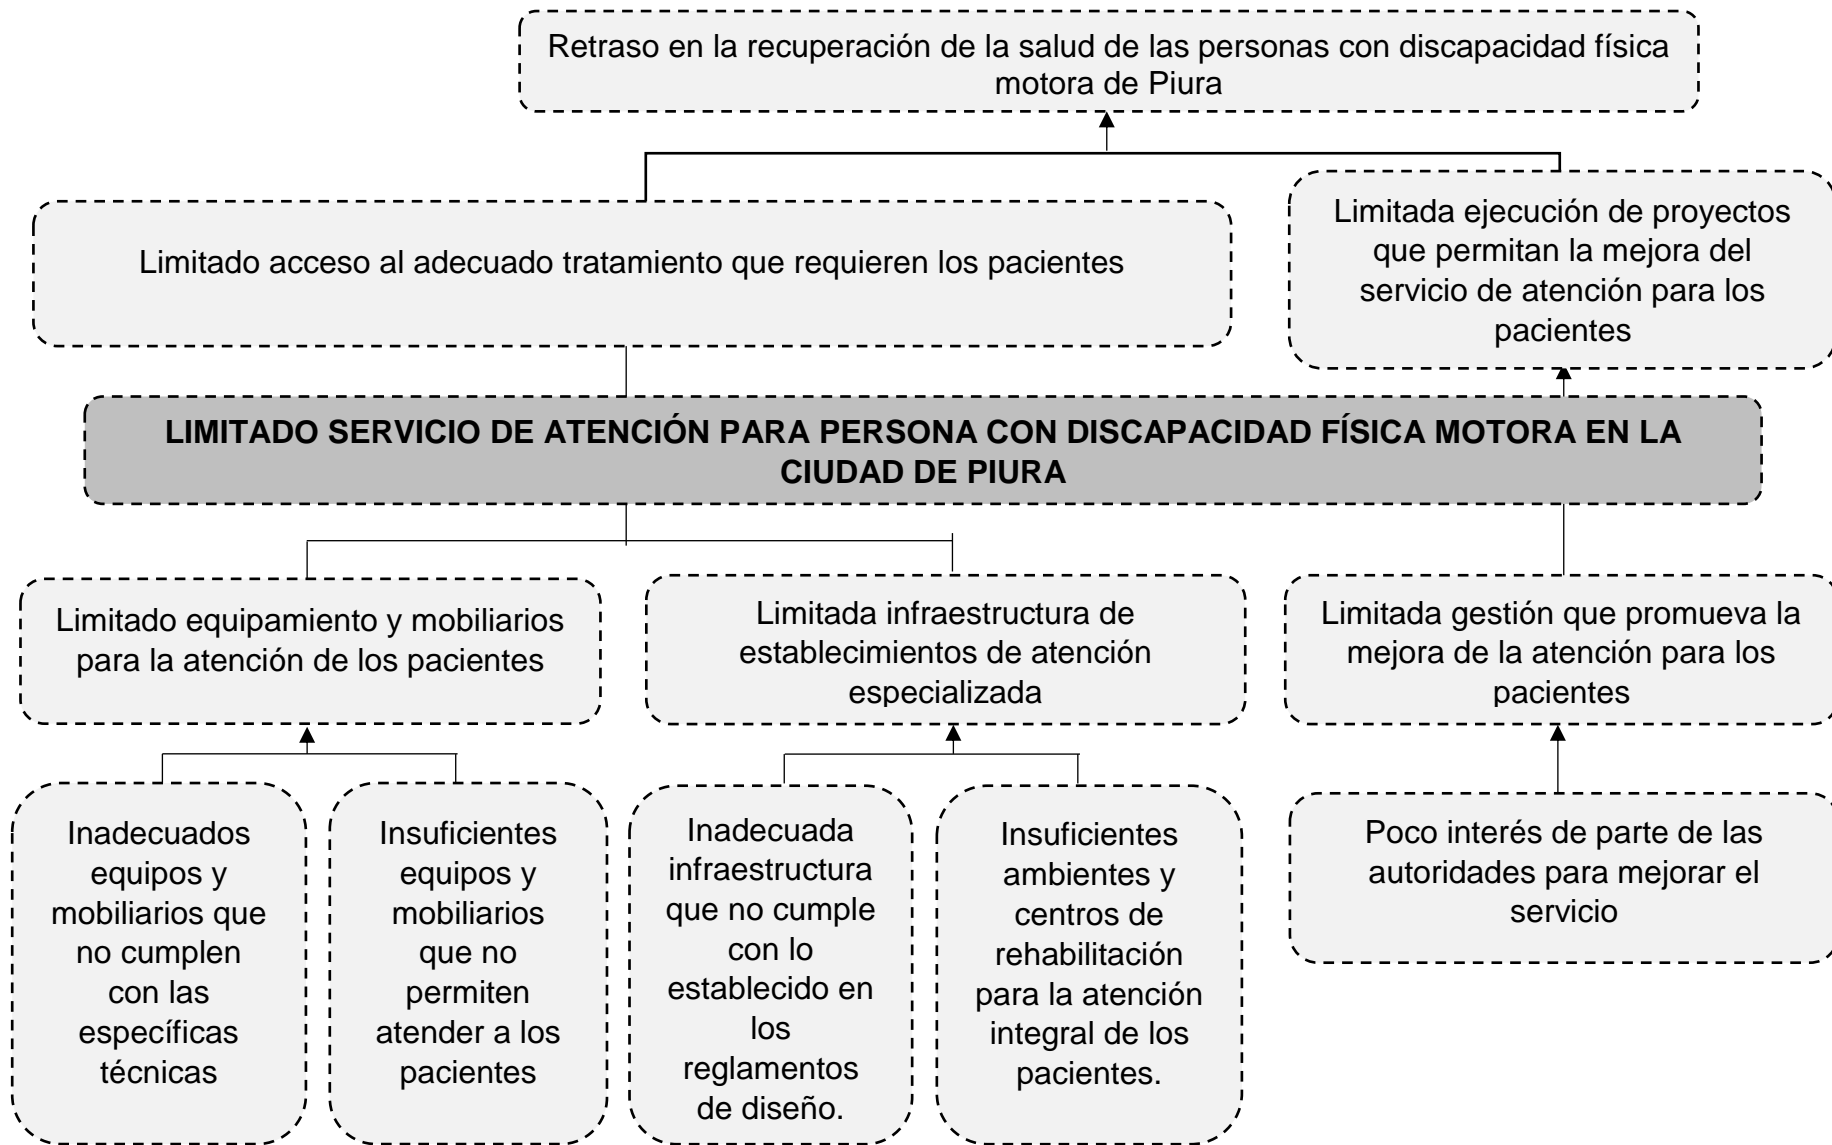 Retraso en la recuperación de la salud de las personas con discapacidad física
motora de Piura
Limitado acceso al adecuado tratamiento que requieren los pacientes
Limitada ejecución de proyectos
que permitan la mejora del
servicio de atención para los
pacientes
LIMITADO SERVICIO DE ATENCIÓN PARA PERSONA CON DISCAPACIDAD FÍSICA MOTORA EN LA
CIUDAD DE PIURA
Limitado equipamiento y mobiliarios
para la atención de los pacientes
Limitada infraestructura de
establecimientos de atención
especializada
Limitada gestión que promueva la
mejora de la atención para los
pacientes
Inadecuados
equipos y
mobiliarios que
no cumplen
con las
específicas
técnicas
Insuficientes
equipos y
mobiliarios
que no
permiten
atender a los
pacientes
Inadecuada
infraestructura
que no cumple
con lo
establecido en
los
reglamentos
de diseño.
Insuficientes
ambientes y
centros de
rehabilitación
para la atención
integral de los
pacientes.
Poco interés de parte de las
autoridades para mejorar el
servicio